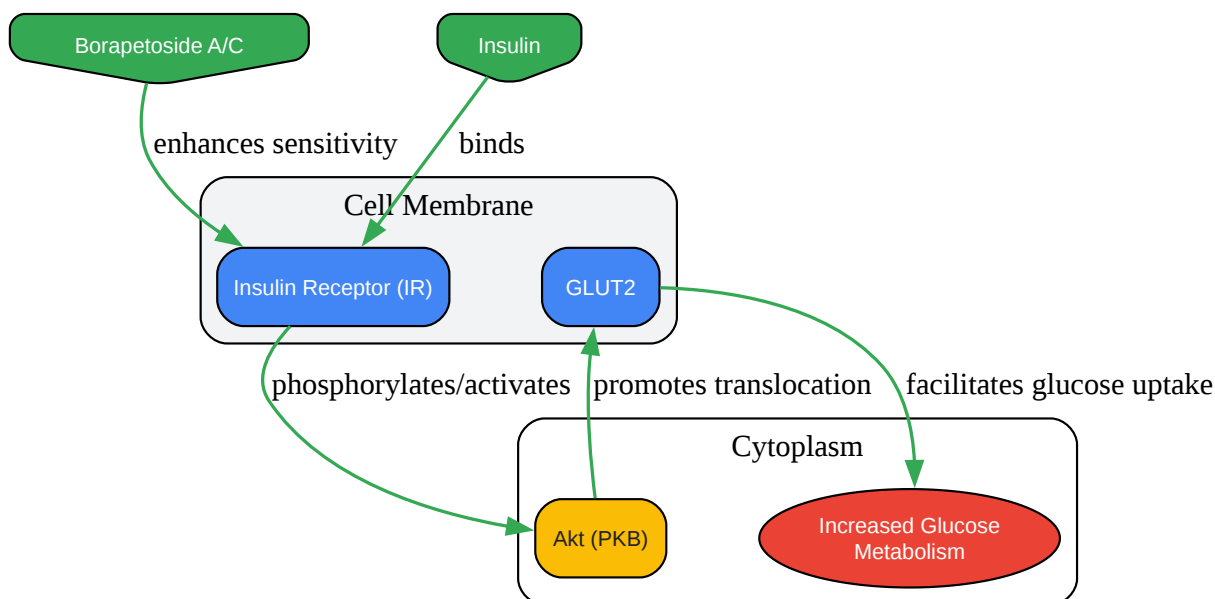 Borapetoside A/C
Insulin
enhances sensitivity
binds
Cell Membrane
Insulin Receptor (IR)
GLUT2
phosphorylates/activates
promotes translocation
facilitates glucose uptake
Cytoplasm
Akt (PKB)
Increased Glucose
Metabolism